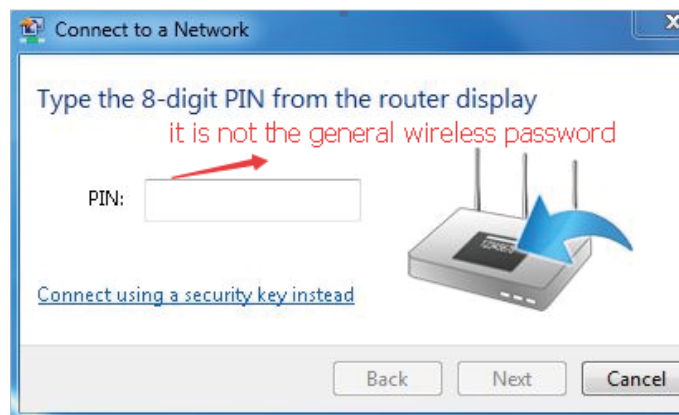 Connect to a Network
Type the 8-digit PIN from the router display
it is not the general wireless password
PIN:
12345670
Connect using a security key instead
Back Next Cancel